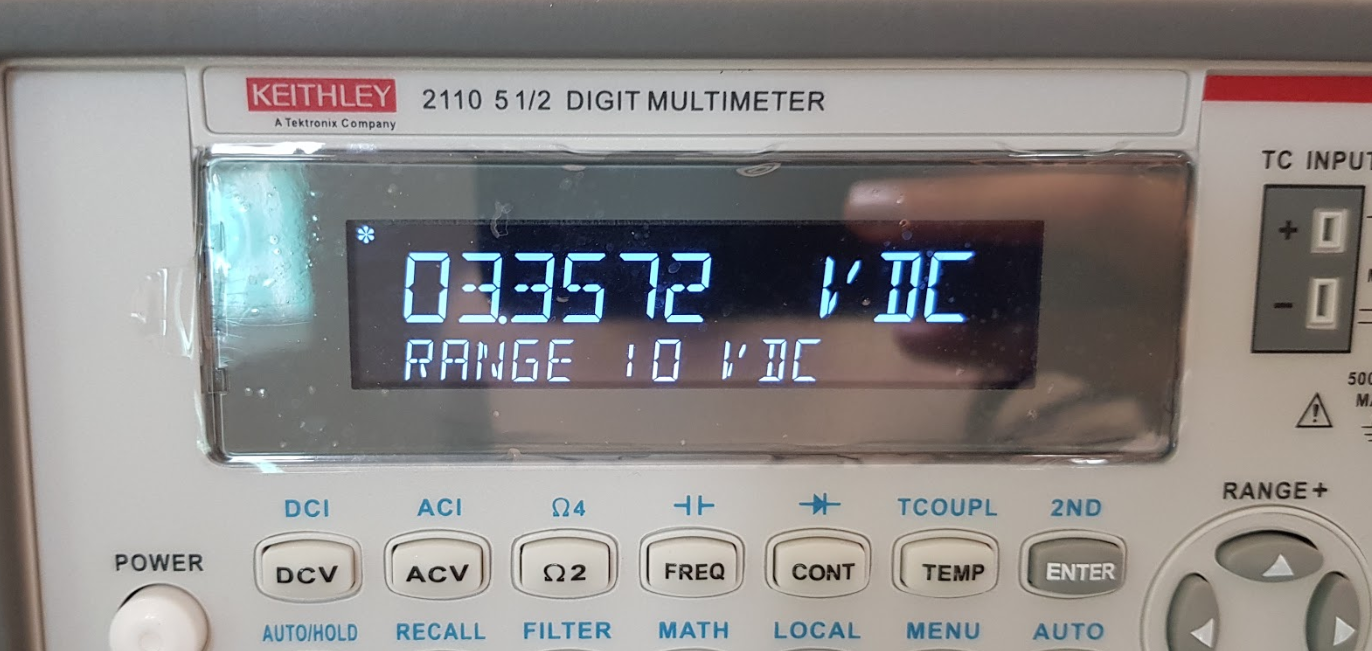 KEITHLEY 2110 5 1/2 DIGIT MULTIMETER
A Tektronix Company
TC INPUT
* 03.3572 VDC
RANGE 10 VDC
+
−
500
RANGE+
DCI ACI Ω4 TCOUPL 2ND
POWER
DCV ACV Ω2 FREQ CONT TEMP ENTER
AUTO/HOLD RECALL FILTER MATH LOCAL MENU AUTO